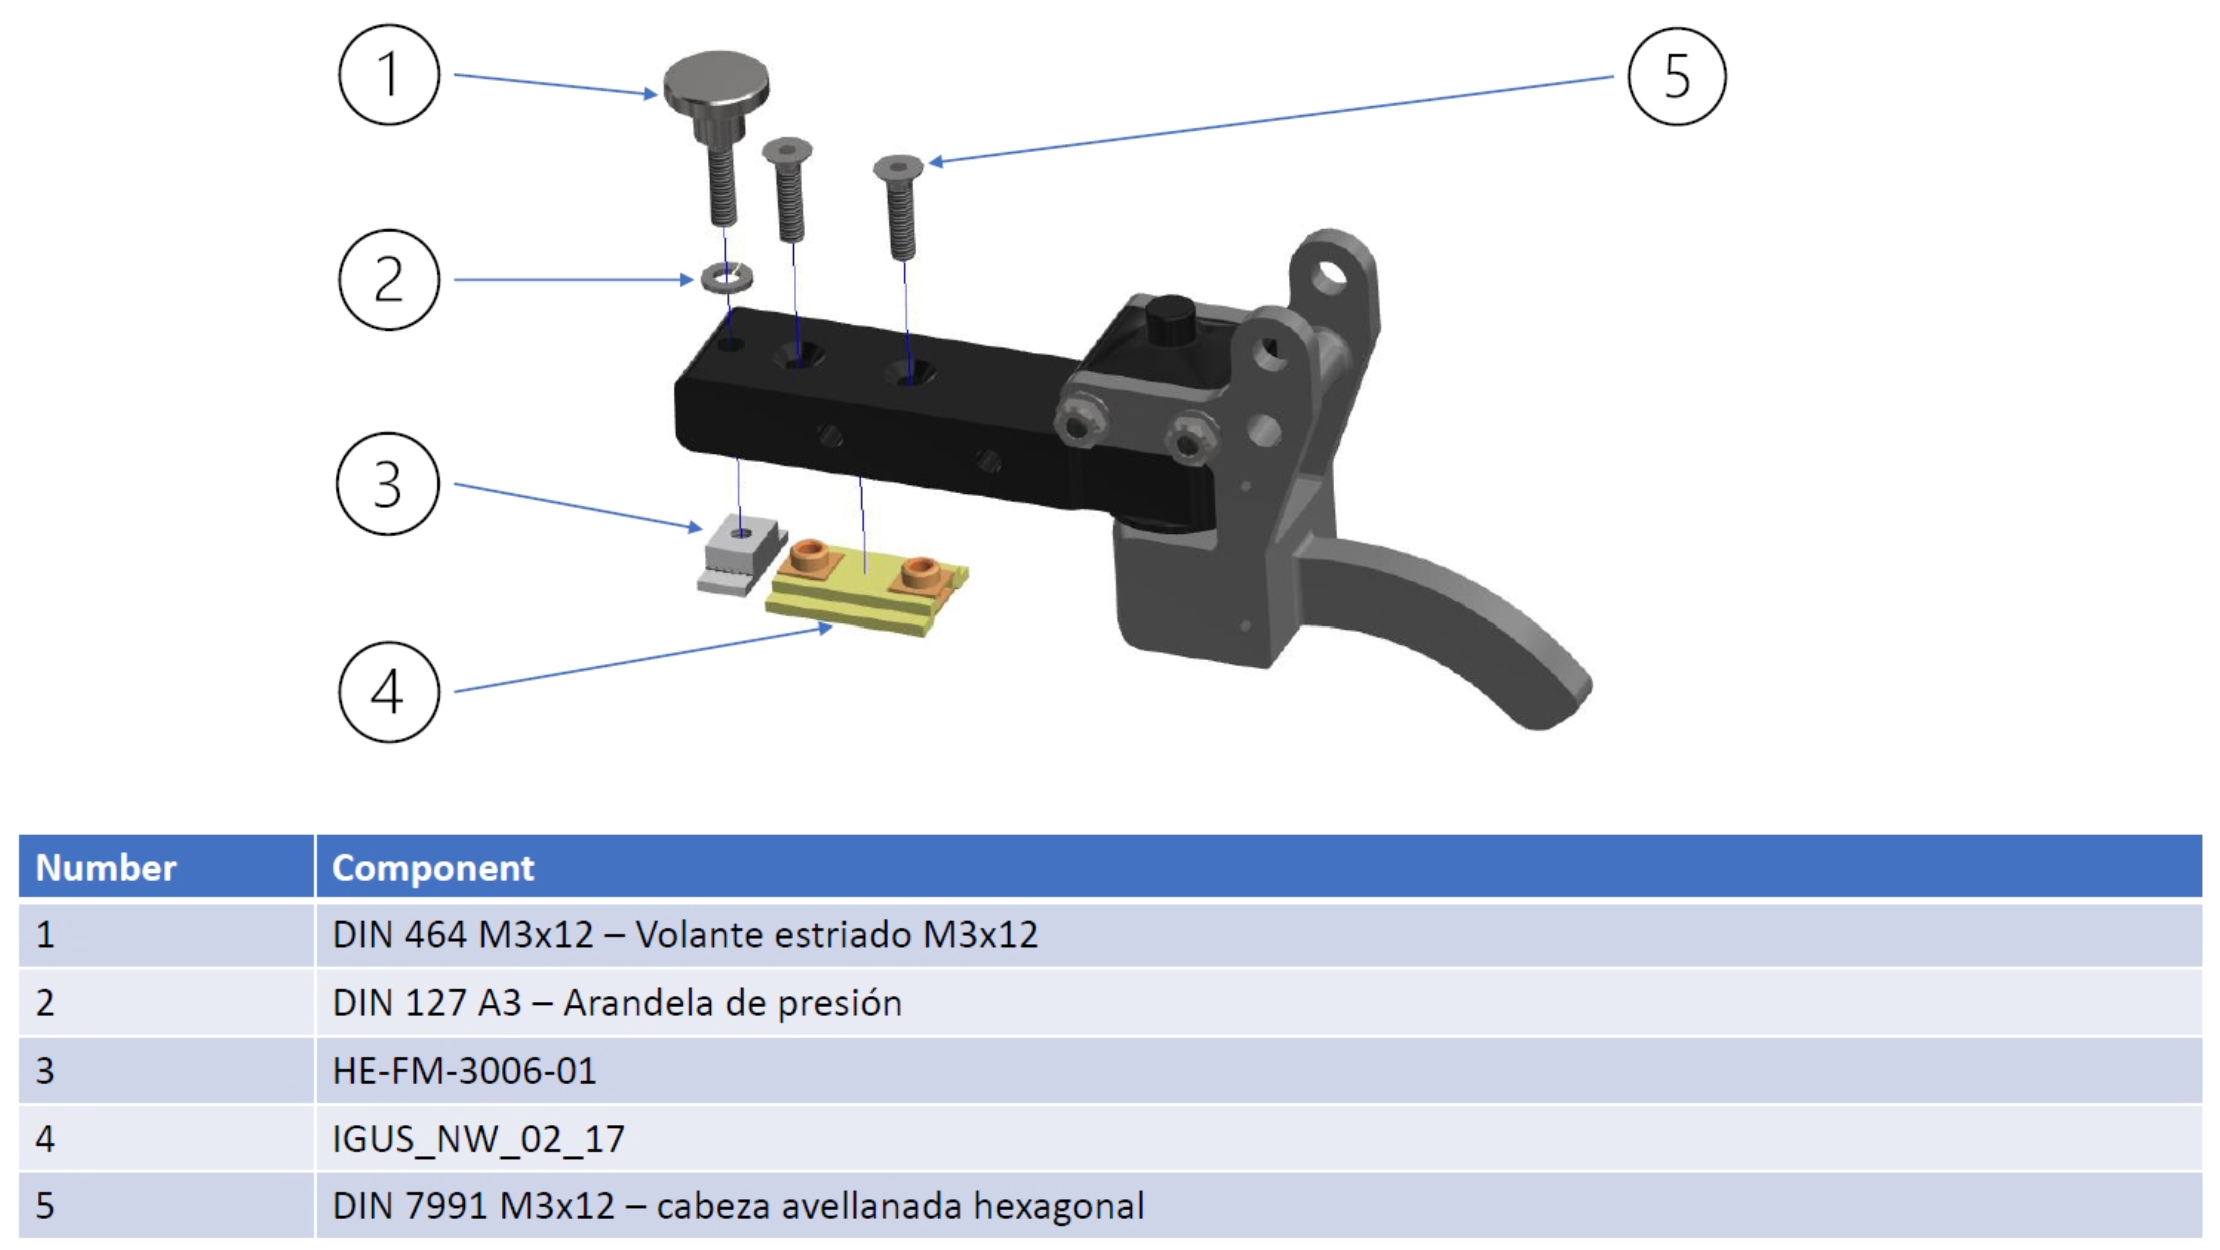 1
5
2
3
4
Number Component
1 DIN 464 M3x12 – Volante estriado M3x12
2 DIN 127 A3 – Arandela de presión
3 HE-FM-3006-01
4 IGUS_NW_02_17
5 DIN 7991 M3x12 – cabeza avellanada hexagonal